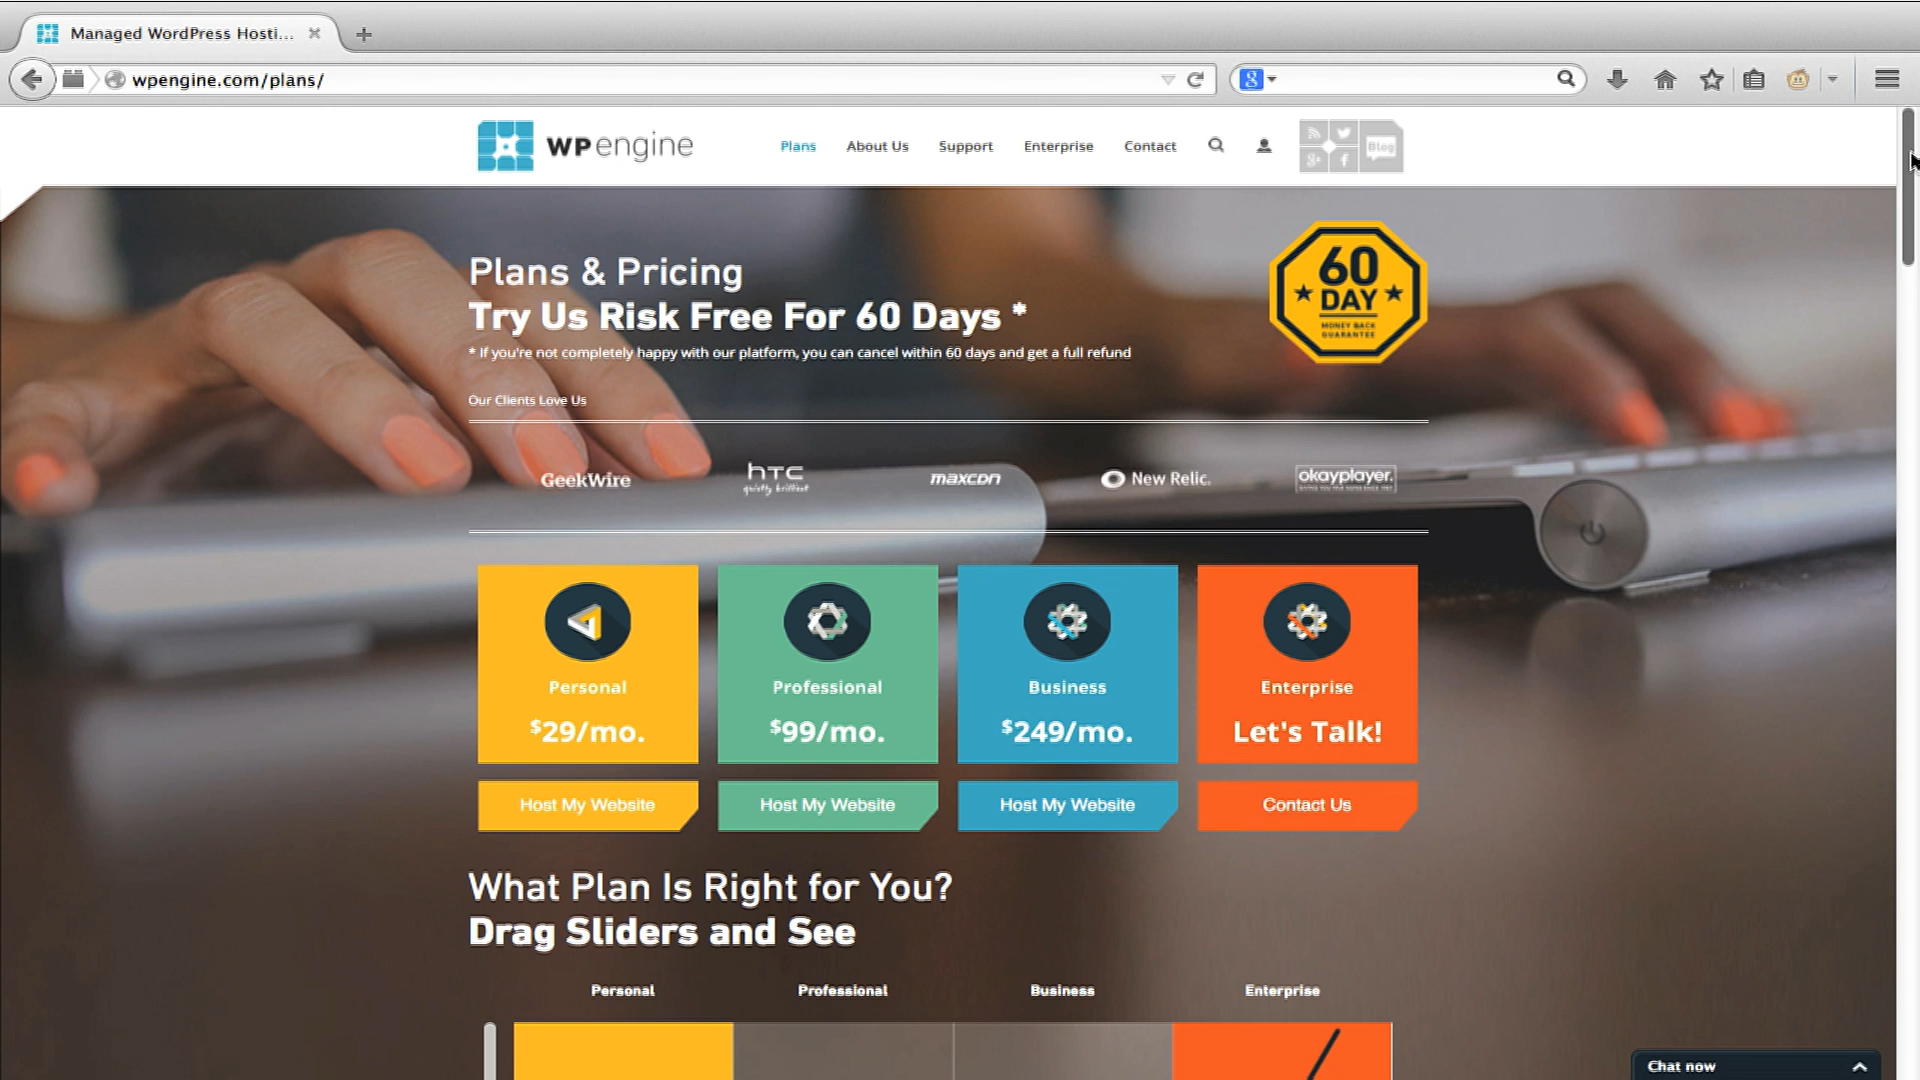 Managed WordPress Hosti...
wpengine.com/plans/
WP engine
Plans
About Us
Support
Enterprise
Contact
Blog
Plans & Pricing
Try Us Risk Free For 60 Days *
* If you're not completely happy with our platform, you can cancel within 60 days and get a full refund
60
DAY
MONEY BACK
GUARANTEE
Our Clients Love Us
GeekWire
hTC
quietly brilliant
maxcdn
New Relic.
okayplayer.
Personal
$29/mo.
Host My Website
Professional
$99/mo.
Host My Website
Business
$249/mo.
Host My Website
Enterprise
Let's Talk!
Contact Us
What Plan Is Right for You?
Drag Sliders and See
Personal
Professional
Business
Enterprise
Chat now